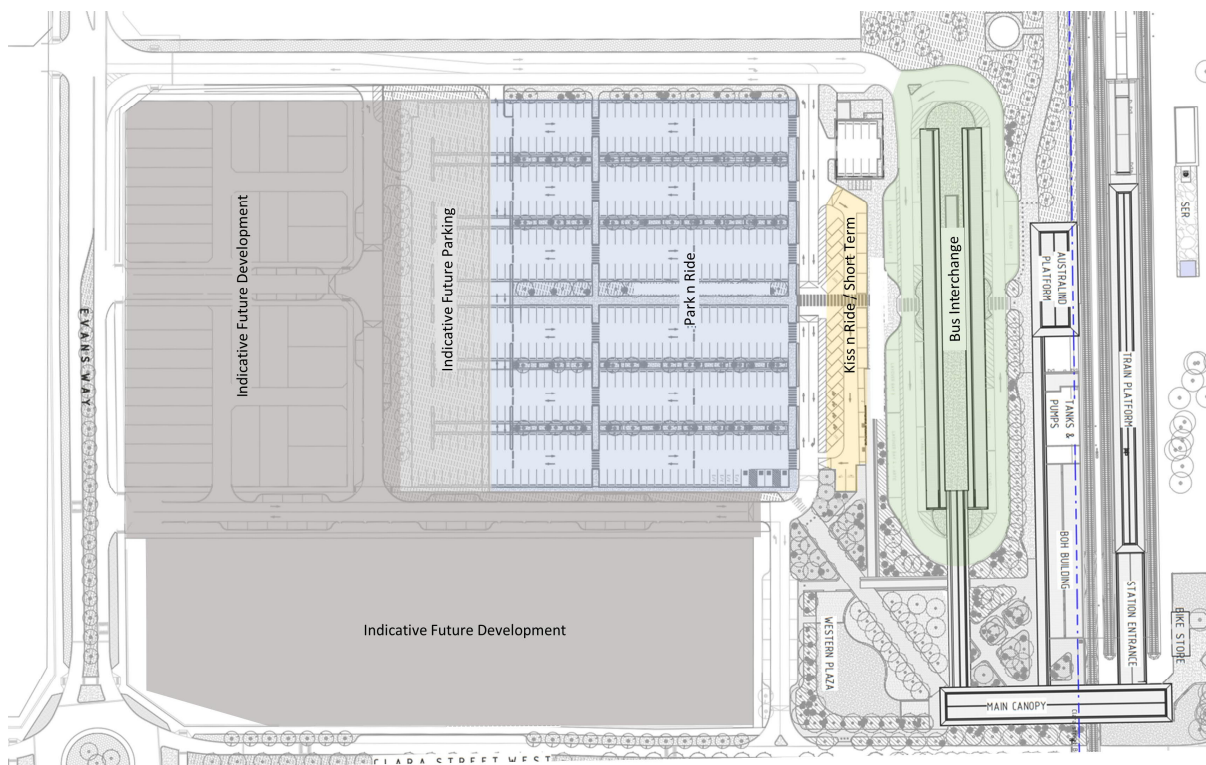 Indicative Future Development
Indicative Future Parking
Park n Ride
Kiss n Ride / Short Term
Bus Interchange
AUSTRALIND
PLATFORM
TANKS &
PUMPS
BOH BUILDING
TRAIN PLATFORM
STATION ENTRANCE
SER
BIKE STORE
EVANS WAY
Indicative Future Development
WESTERN PLAZA
MAIN CANOPY
CLARA STREET WEST